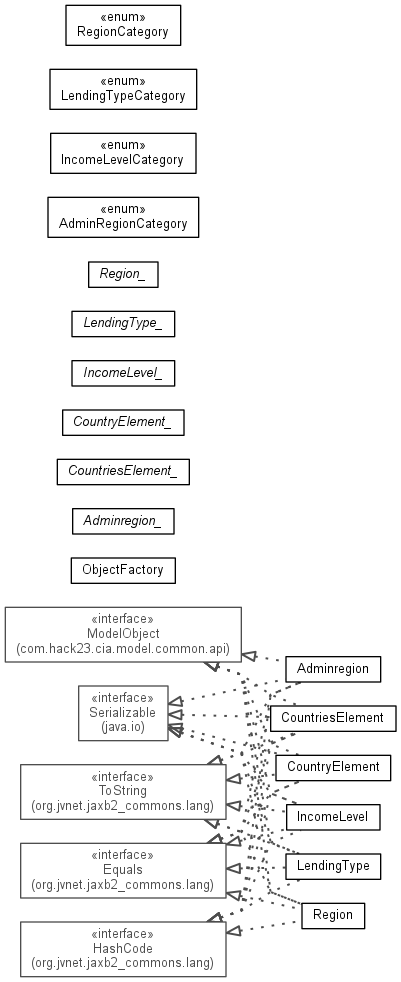 «enum»
RegionCategory
«enum»
LendingTypeCategory
«enum»
IncomeLevelCategory
«enum»
AdminRegionCategory
Region_
LendingType_
IncomeLevel_
CountryElement_
CountriesElement_
Adminregion_
ObjectFactory
«interface»
ModelObject
(com.hack23.cia.model.common.api)
Adminregion
«interface»
Serializable
(java.io)
CountriesElement
CountryElement
«interface»
ToString
(org.jvnet.jaxb2_commons.lang)
IncomeLevel
«interface»
Equals
(org.jvnet.jaxb2_commons.lang)
LendingType
Region
«interface»
HashCode
(org.jvnet.jaxb2_commons.lang)